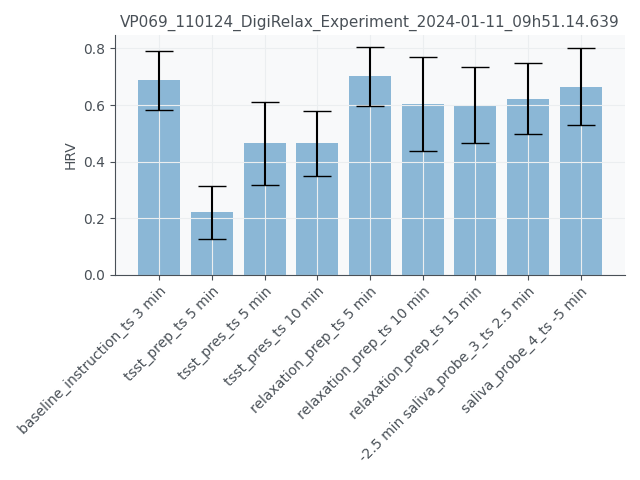 VP069_110124_DigiRelax_Experiment_2024-01-11_09h51.14.639
HRV
0.8
0.6
0.4
0.2
0.0
baseline_instruction_ts 3 min
tsst_prep_ts 5 min
tsst_pres_ts 5 min
tsst_pres_ts 10 min
relaxation_prep_ts 5 min
relaxation_prep_ts 10 min
relaxation_prep_ts 15 min
-2.5 min saliva_probe_3_ts 2.5 min
saliva_probe_4_ts -5 min